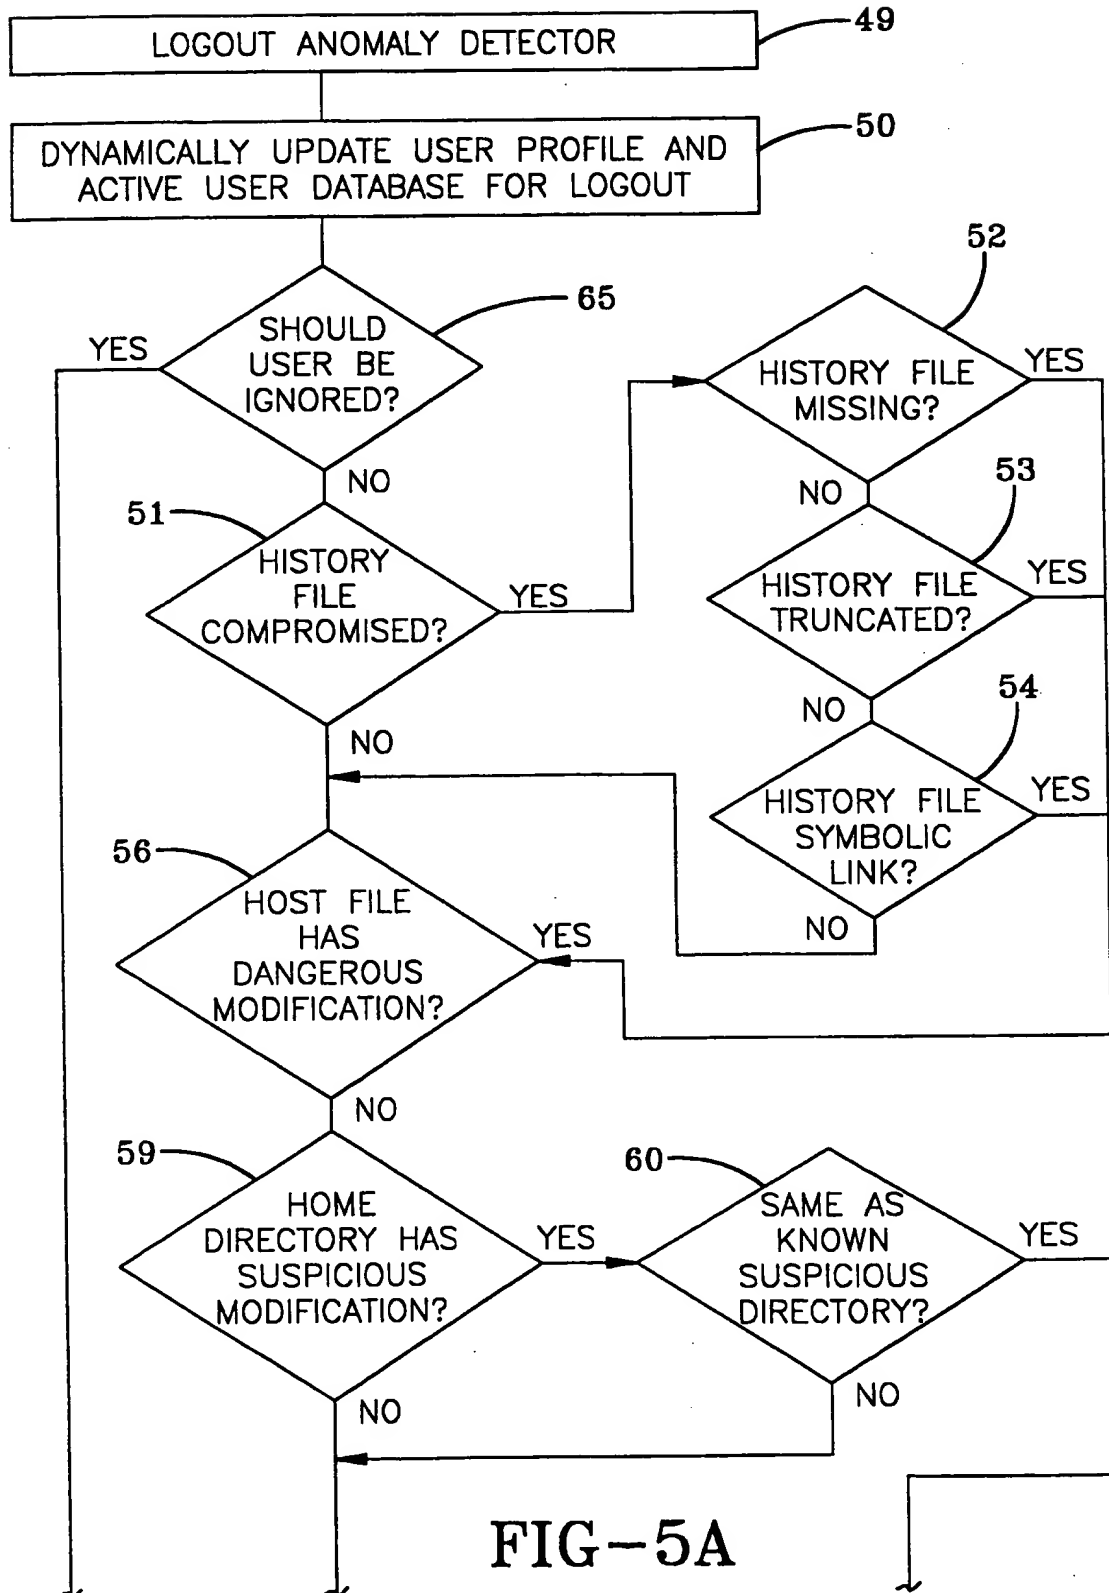 LOGOUT ANOMALY DETECTOR
49
DYNAMICALLY UPDATE USER PROFILE AND
ACTIVE USER DATABASE FOR LOGOUT
50
SHOULD
USER BE
IGNORED?
65
YES
NO
HISTORY
FILE
COMPROMISED?
51
YES
NO
HISTORY FILE
MISSING?
52
YES
NO
HISTORY FILE
TRUNCATED?
53
YES
NO
HISTORY FILE
SYMBOLIC
LINK?
54
YES
NO
HOST FILE
HAS
DANGEROUS
MODIFICATION?
56
YES
NO
HOME
DIRECTORY HAS
SUSPICIOUS
MODIFICATION?
59
YES
NO
SAME AS
KNOWN
SUSPICIOUS
DIRECTORY?
60
YES
NO
FIG-5A